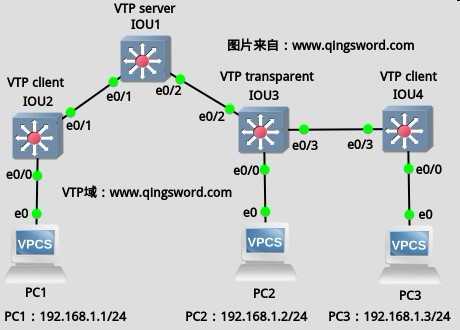 VTP server
IOU1
图片来自：www.qingsword.com
VTP client
IOU2
e0/1
e0/2
VTP transparent
IOU3
VTP client
IOU4
e0/1
e0/2
e0/3
e0/3
e0/0
VTP域：www.qingsword.com
e0/0
e0/0
e0
e0
e0
VPCS
VPCS
VPCS
PC1
PC2
PC3
PC1：192.168.1.1/24
PC2：192.168.1.2/24
PC3：192.168.1.3/24